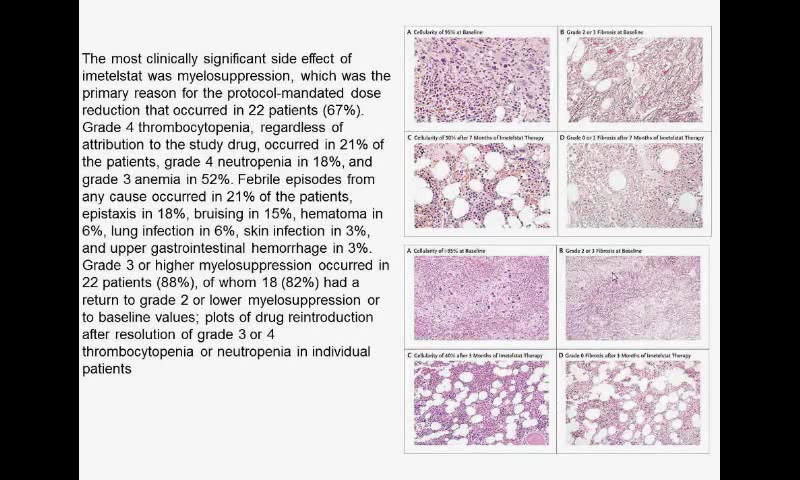 The most clinically significant side effect of
imetelstat was myelosuppression, which was the
primary reason for the protocol-mandated dose
reduction that occurred in 22 patients (67%).
Grade 4 thrombocytopenia, regardless of
attribution to the study drug, occurred in 21% of
the patients, grade 4 neutropenia in 18%, and
grade 3 anemia in 52%. Febrile episodes from
any cause occurred in 21% of the patients,
epistaxis in 18%, bruising in 15%, hematoma in
6%, lung infection in 6%, skin infection in 3%,
and upper gastrointestinal hemorrhage in 3%.
Grade 3 or higher myelosuppression occurred in
22 patients (88%), of whom 18 (82%) had a
return to grade 2 or lower myelosuppression or
to baseline values; plots of drug reintroduction
after resolution of grade 3 or 4
thrombocytopenia or neutropenia in individual
patients
A Cellularity of 95% at Baseline
B Grade 2 or 3 Fibrosis at Baseline
C Cellularity of 50% after 7 Months of Imetelstat Therapy
D Grade 0 or 1 Fibrosis after 7 Months of Imetelstat Therapy
A Cellularity of >95% at Baseline
B Grade 2 or 3 Fibrosis at Baseline
C Cellularity of 40% after 3 Months of Imetelstat Therapy
D Grade 0 Fibrosis after 3 Months of Imetelstat Therapy